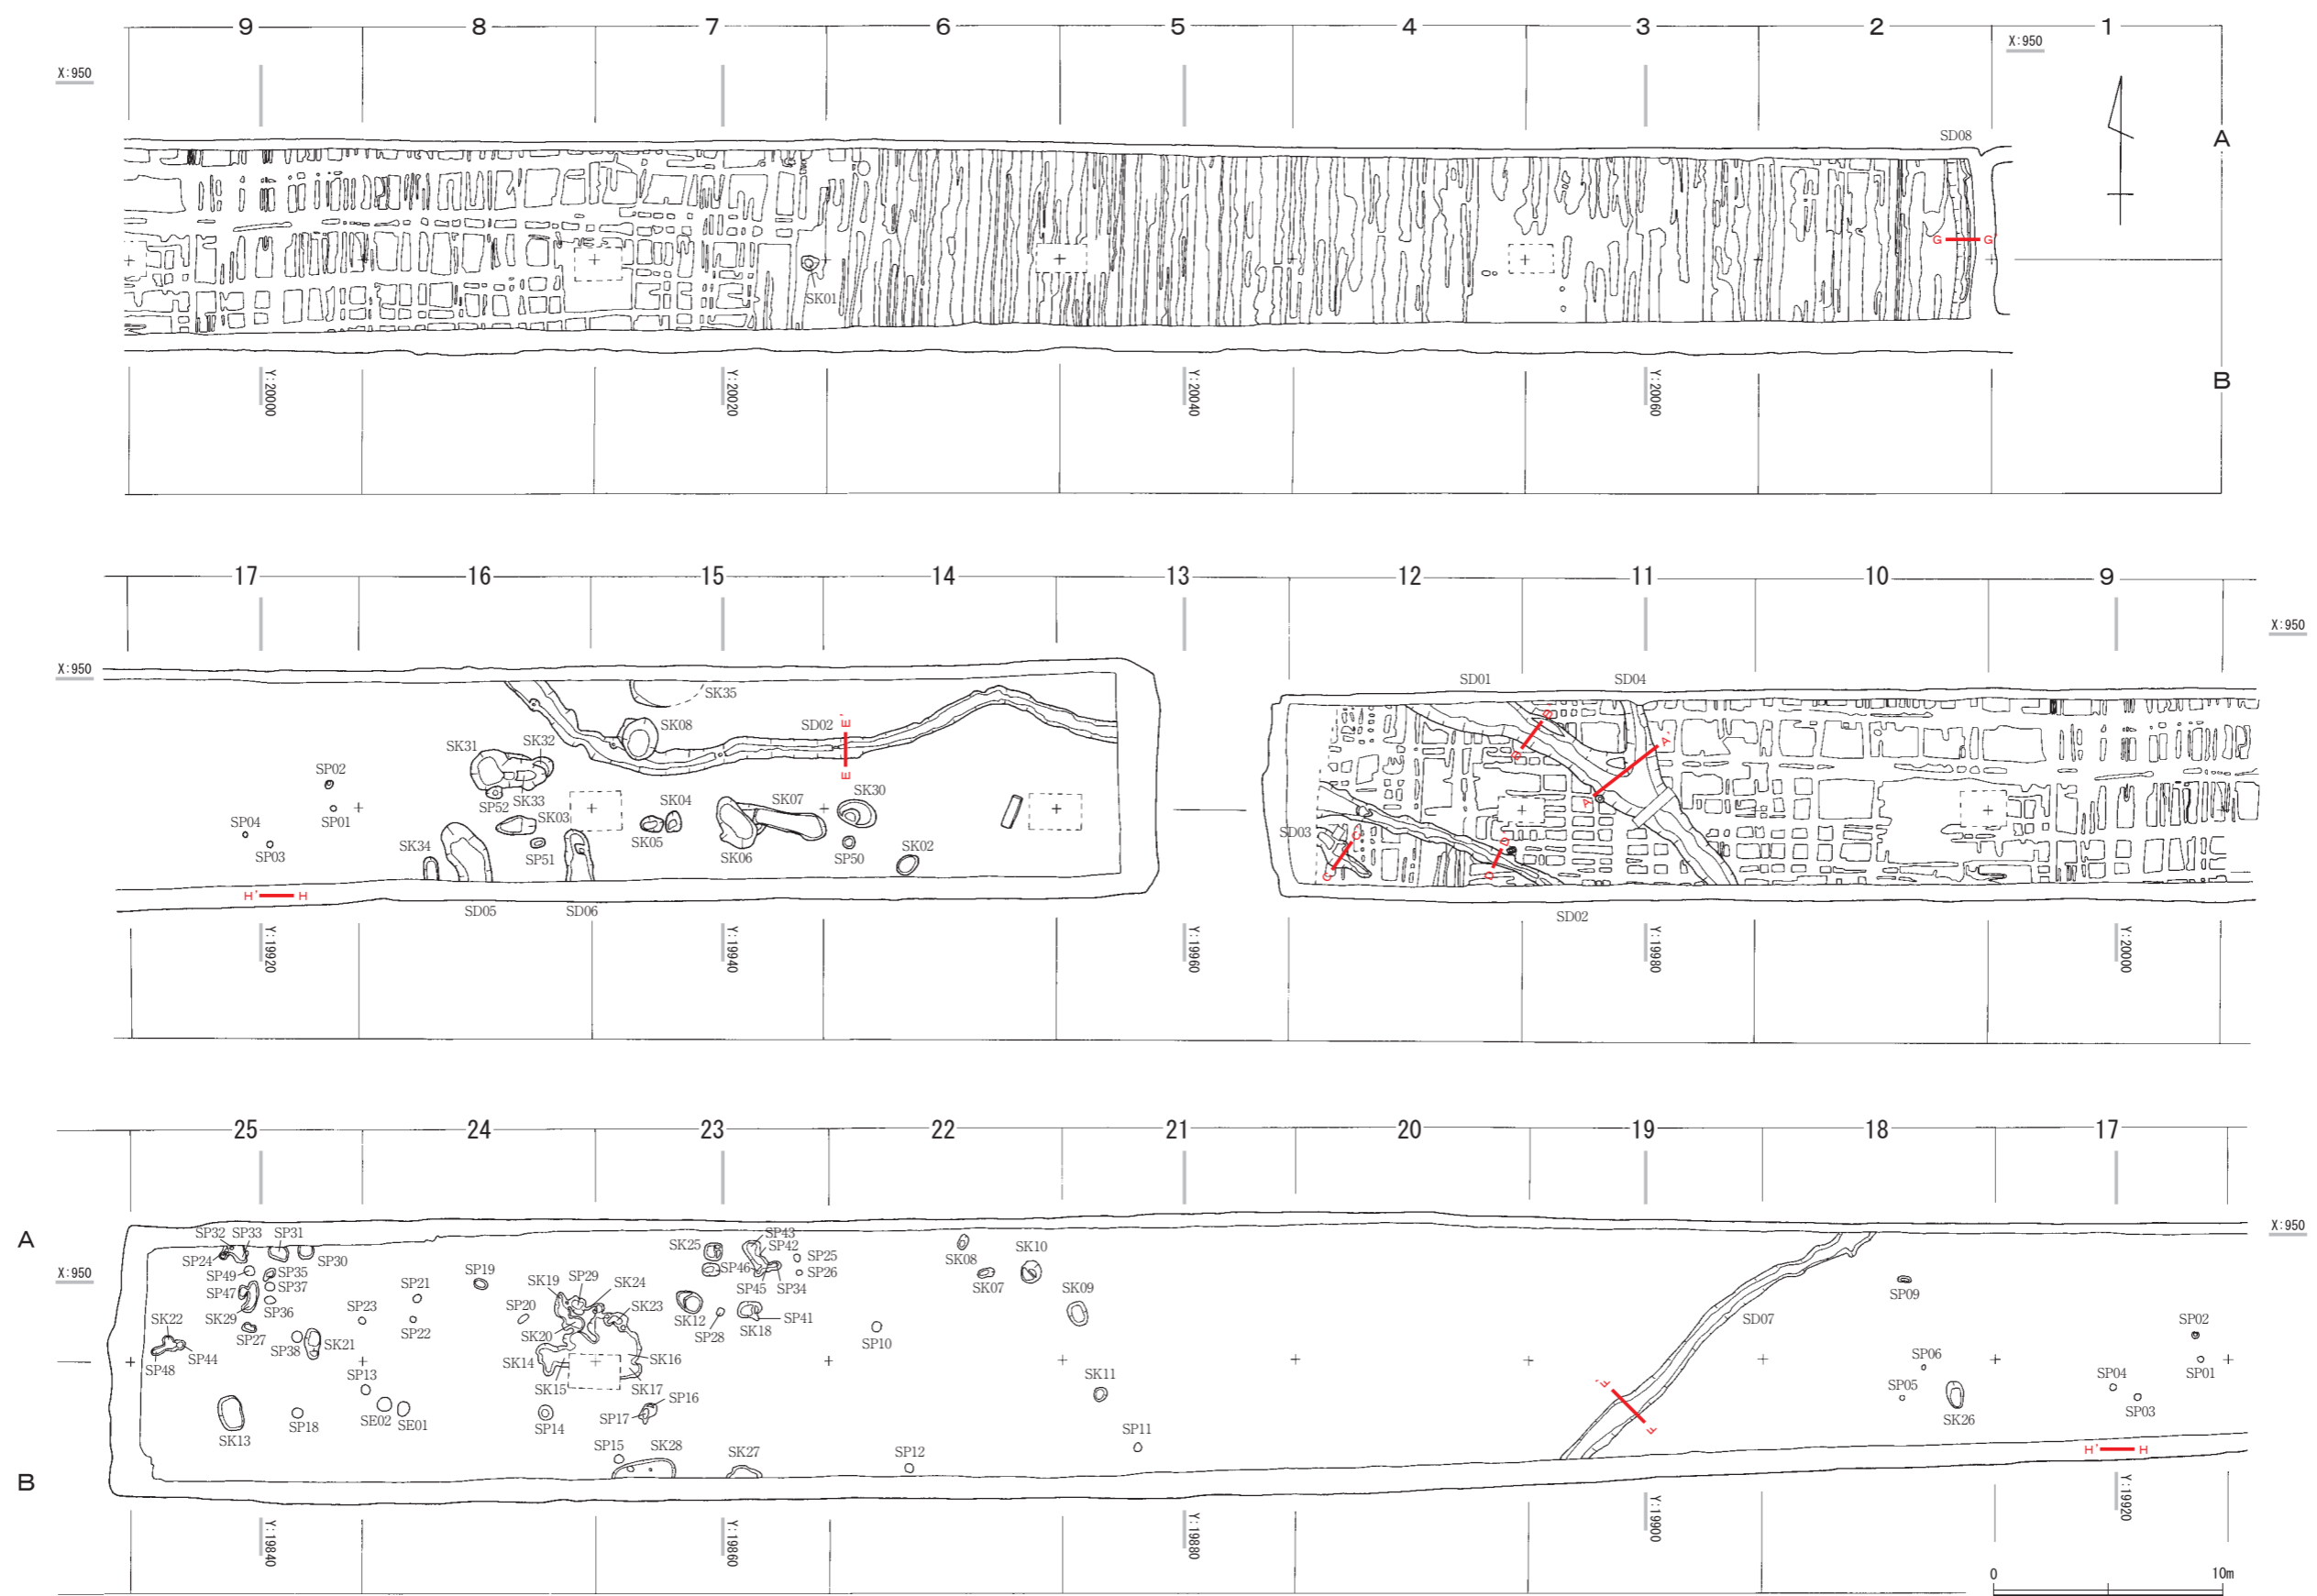 9 8 7 6 5 4 3 2 1
X:950
X:950
SD08
A
G G'
SK01
Y:20000 Y:20020 Y:20040 Y:20060
B
17 16 15 14 13 12 11 10 9
X:950
X:950
SK35
SD01 SD04
SK08 SD02 E'
B' A'
SK31 SK32
B
SP02 E
SP52 SK33 SK04 SK07 SK30
A
SP04 SP01 SK03
SD03 C' D'
SP03 SK34 SP51 SK05 SK06 SP50 SK02
C D
H' H
SD05 SD06
SD02
Y:19920 Y:19940 Y:19960 Y:19980 Y:20000
25 24 23 22 21 20 19 18 17
A
X:950
X:950
SP32 SP33 SP31
SP43
SP24 SP30 SK25 SP42
SP25
SK08 SK10
SP49 SP35 SP19 SP46 SP26
SP47 SP37 SP21 SK19 SP29 SK24 SP45 SP34 SK07 SK09
SP09
SK29 SP36 SP23 SP20 SK23 SK12 SP41
SD07
SP02
SK22 SP27 SP22 SK20 SP28 SK18
SP38 SK21 SP10
SP44 SK14 SK16
SP06 SP04 SP01
SP48 SP13 SK15 SK17 SK11
F'
SP05 SK26 SP03
SP16
SE02 SE01 SP17
SK13 SP18 SP14
F
SP15 SK28 SK27 SP12 SP11
H' H
B
Y:19840 Y:19860 Y:19880 Y:19900 Y:19920
0 10m